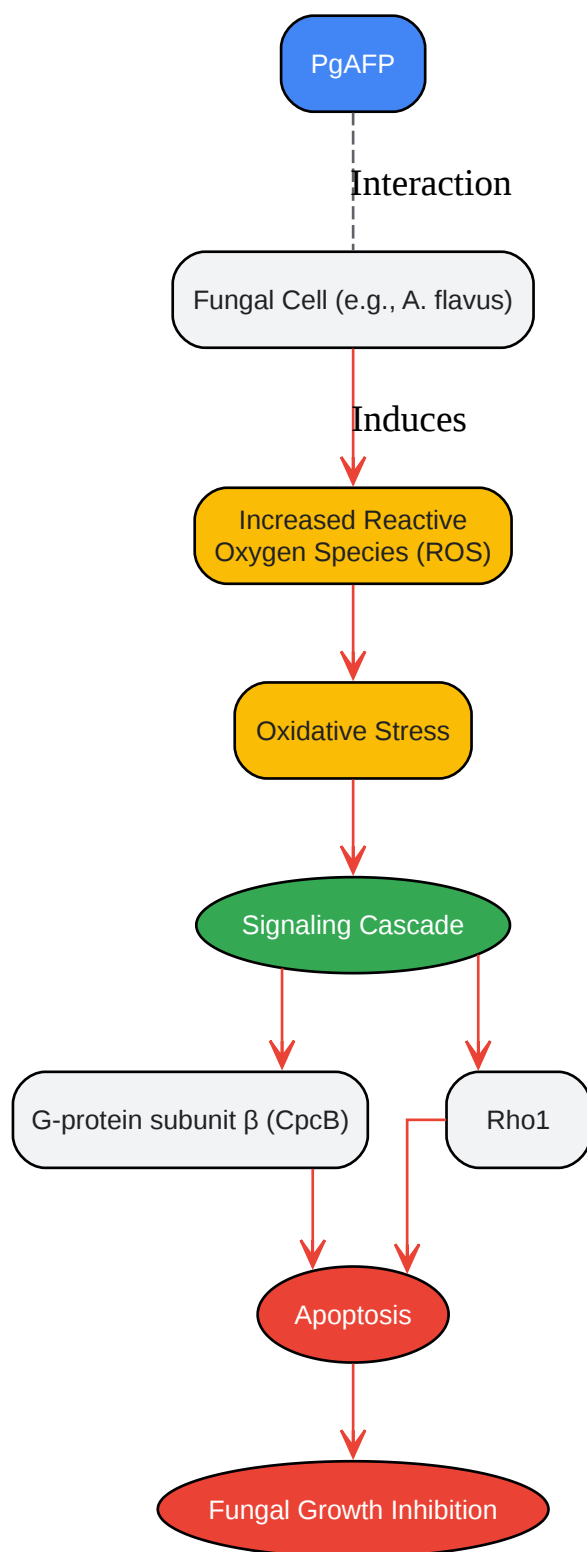 PgAFP
Interaction
Fungal Cell (e.g., A. flavus)
Induces
Increased Reactive
Oxygen Species (ROS)
Oxidative Stress
Signaling Cascade
G-protein subunit β (CpcB)
Rho1
Apoptosis
Fungal Growth Inhibition